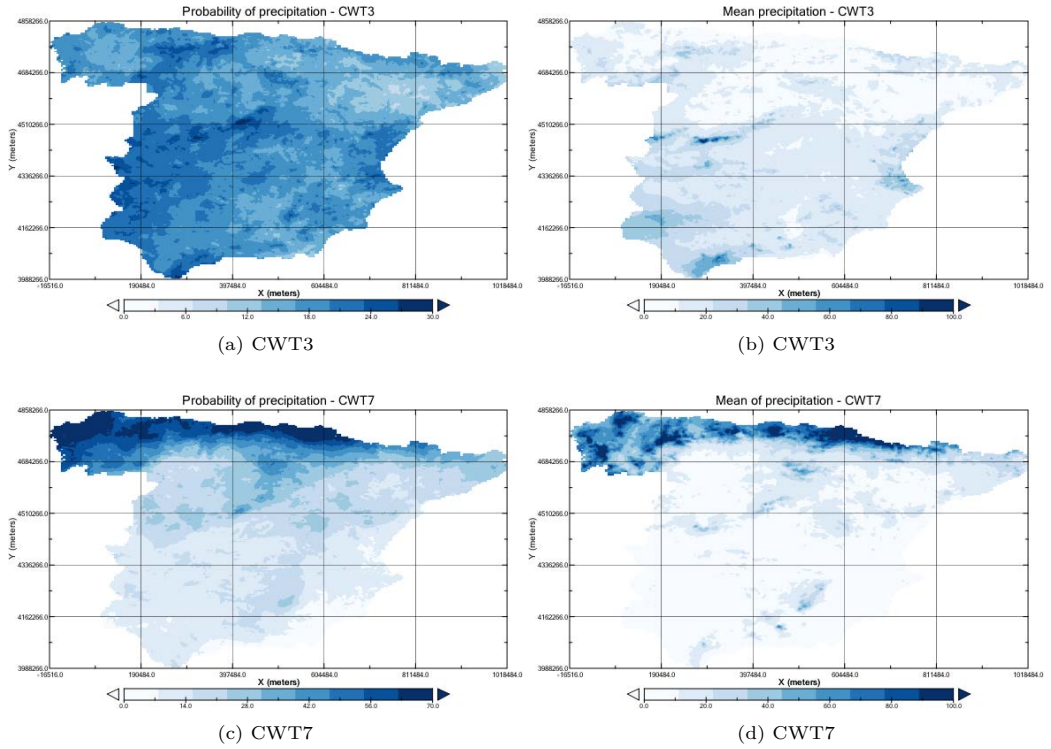 Probability of precipitation - CWT3
4858266.0
4684266.0
4510266.0
4336266.0
4162266.0
3988266.0
Y (meters)
-16516.0 190484.0 397484.0 604484.0 811484.0 1018484.0
X (meters)
0.0 6.0 12.0 18.0 24.0 30.0
(a) CWT3
Mean precipitation - CWT3
4858266.0
4684266.0
4510266.0
4336266.0
4162266.0
3988266.0
Y (meters)
-16516.0 190484.0 397484.0 604484.0 811484.0 1018484.0
X (meters)
0.0 20.0 40.0 60.0 80.0 100.0
(b) CWT3
Probability of precipitation - CWT7
4858266.0
4684266.0
4510266.0
4336266.0
4162266.0
3988266.0
Y (meters)
-16516.0 190484.0 397484.0 604484.0 811484.0 1018484.0
X (meters)
0.0 14.0 28.0 42.0 56.0 70.0
(c) CWT7
Mean of precipitation - CWT7
4858266.0
4684266.0
4510266.0
4336266.0
4162266.0
3988266.0
Y (meters)
-16516.0 190484.0 397484.0 604484.0 811484.0 1018484.0
X (meters)
0.0 20.0 40.0 60.0 80.0 100.0
(d) CWT7